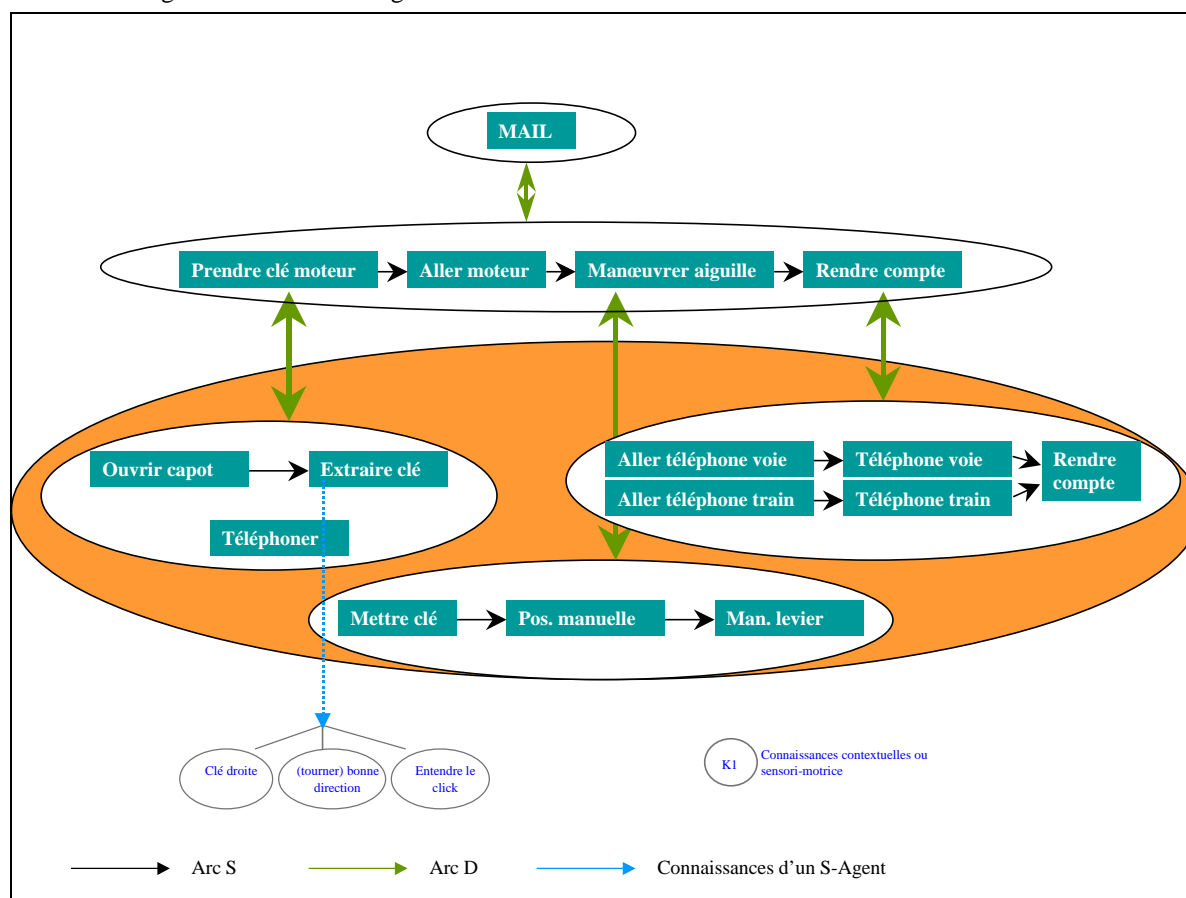 MAIL
Prendre clé moteur
Aller moteur
Manœuvrer aiguille
Rendre compte
Ouvrir capot
Extraire clé
Téléphoner
Aller téléphone voie
Téléphone voie
Rendre
compte
Aller téléphone train
Téléphone train
Mettre clé
Pos. manuelle
Man. levier
Clé droite
(tourner) bonne
direction
Entendre le
click
K1
Connaissances contextuelles ou
sensori-motrice
Arc S
Arc D
Connaissances d'un S-Agent